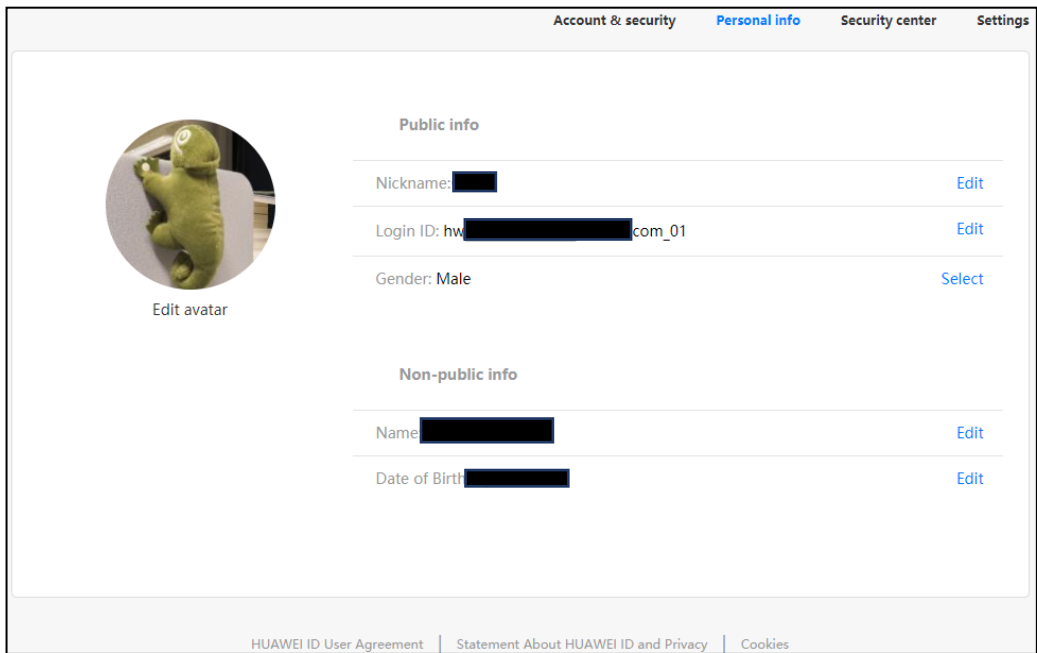 Account & security Personal info Security center Settings
Public info
Nickname: Edit
Login ID: hw com_01 Edit
Gender: Male Select
Edit avatar
Non-public info
Name Edit
Date of Birth Edit
HUAWEI ID User Agreement | Statement About HUAWEI ID and Privacy | Cookies